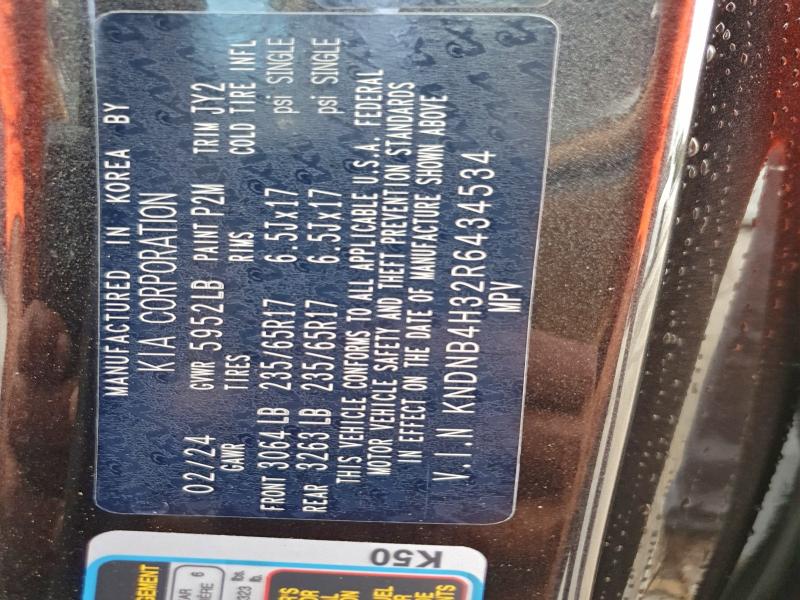 MANUFACTURED IN KOREA BY
KIA CORPORATION
02/24 GWR 5952LB PAINT P2M TRIM JY2
GAWR TIRES RIMS COLD TIRE INFL
FRONT 3064LB 235/65R17 6.5Jx17 psi SINGLE
REAR 3263LB 235/65R17 6.5Jx17 psi SINGLE
THIS VEHICLE CONFORMS TO ALL APPLICABLE U.S.A. FEDERAL
MOTOR VEHICLE SAFETY AND THEFT PREVENTION STANDARDS
IN EFFECT ON THE DATE OF MANUFACTURE SHOWN ABOVE
V.I.N KNDNB4H32R6434534
MPV
K50